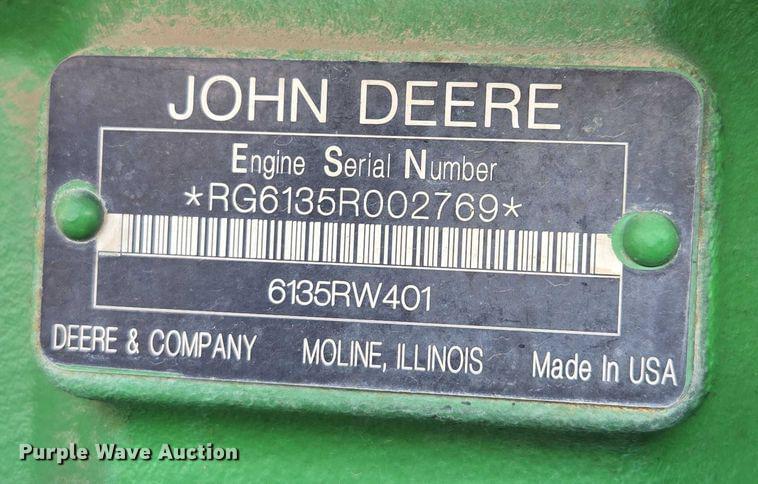 JOHN DEERE
Engine Serial Number
*RG6135R002769*
6135RW401
DEERE & COMPANY MOLINE, ILLINOIS Made In USA
Purple Wave Auction